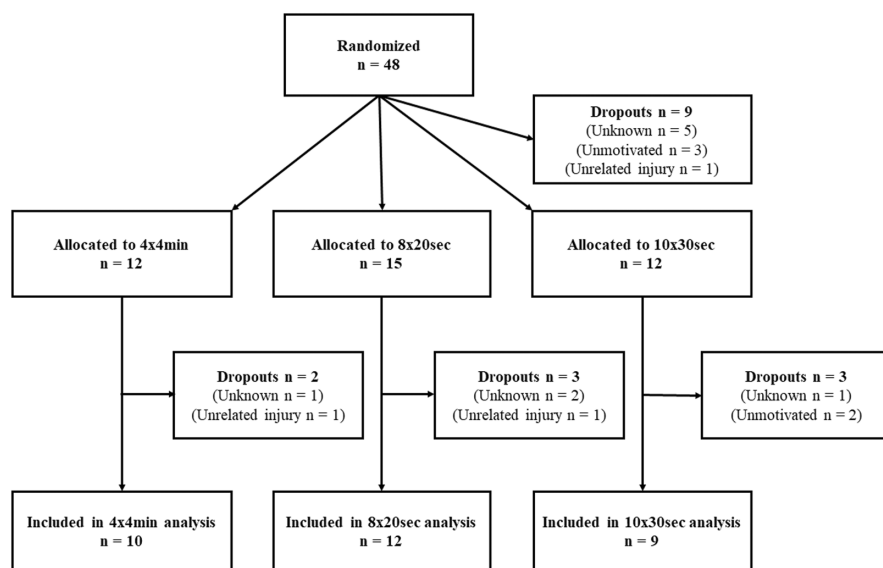 Randomized
n = 48
Dropouts n = 9
(Unknown n = 5)
(Unmotivated n = 3)
(Unrelated injury n = 1)
Allocated to 4x4min
n = 12
Allocated to 8x20sec
n = 15
Allocated to 10x30sec
n = 12
Dropouts n = 2
(Unknown n = 1)
(Unrelated injury n = 1)
Dropouts n = 3
(Unknown n = 2)
(Unrelated injury n = 1)
Dropouts n = 3
(Unknown n = 1)
(Unmotivated n = 2)
Included in 4x4min analysis
n = 10
Included in 8x20sec analysis
n = 12
Included in 10x30sec analysis
n = 9